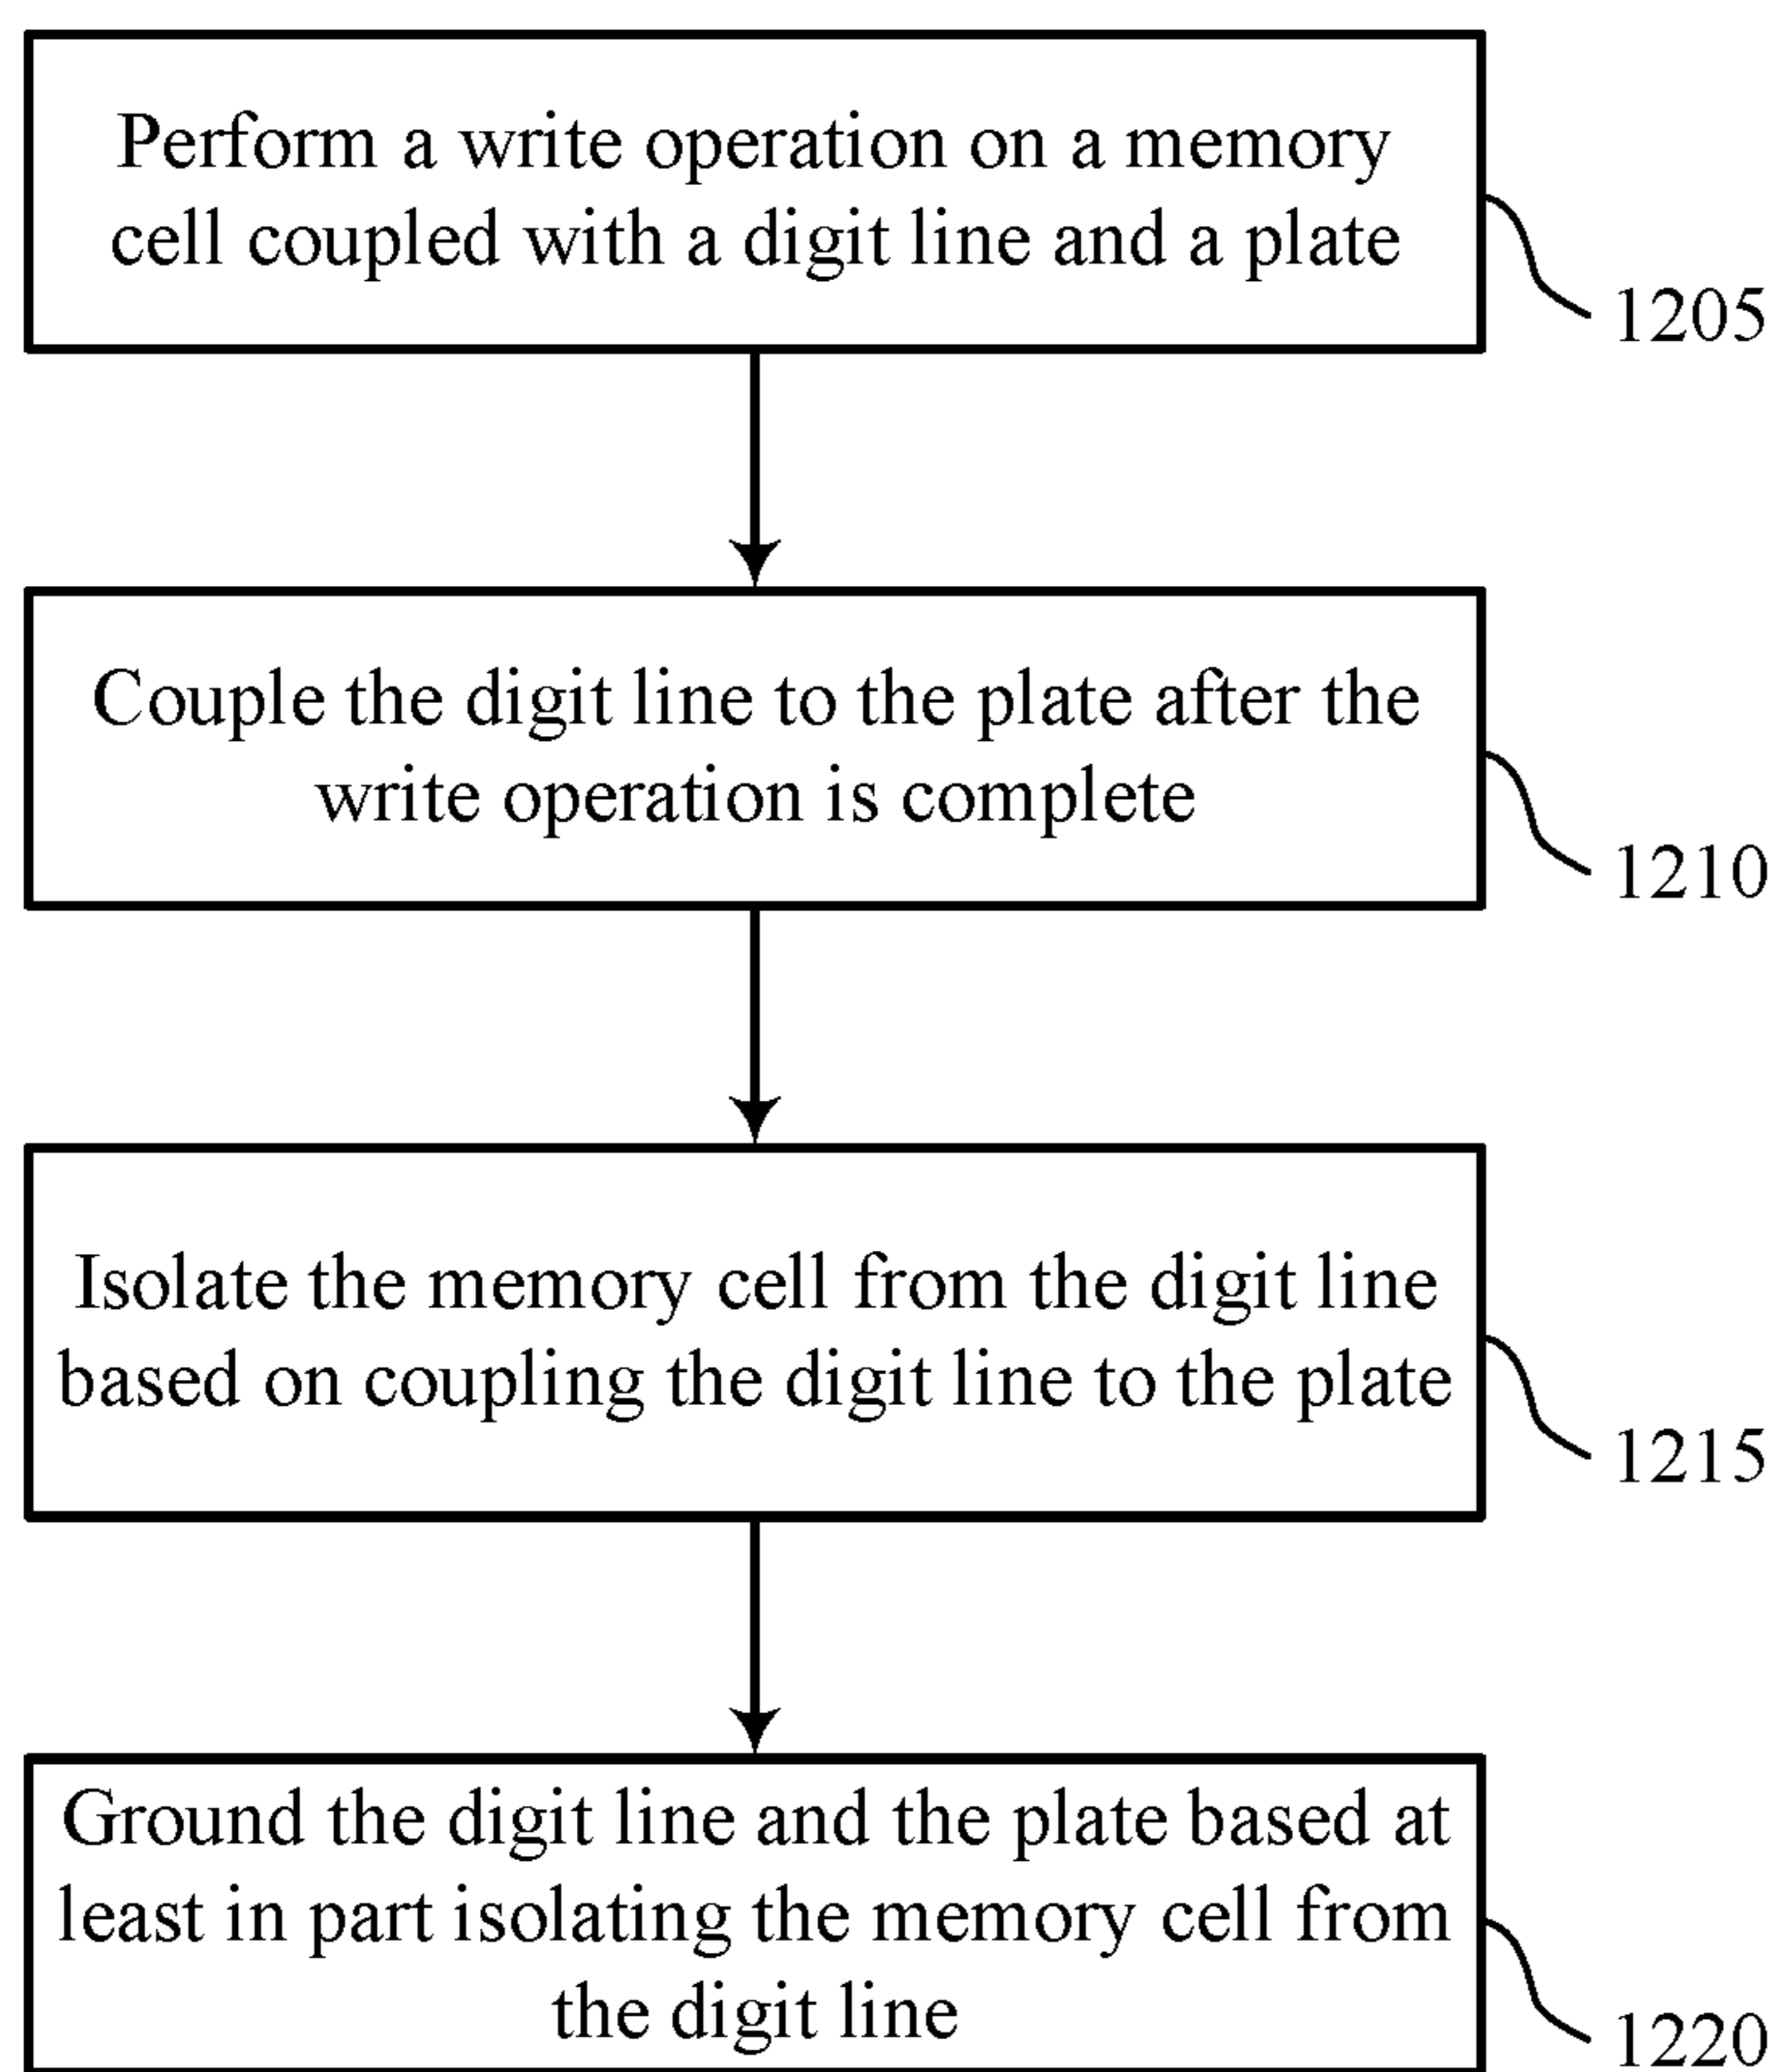 Perform a write operation on a memory
cell coupled with a digit line and a plate
1205
Couple the digit line to the plate after the
write operation is complete
1210
Isolate the memory cell from the digit line
based on coupling the digit line to the plate
1215
Ground the digit line and the plate based at
least in part isolating the memory cell from
the digit line
1220